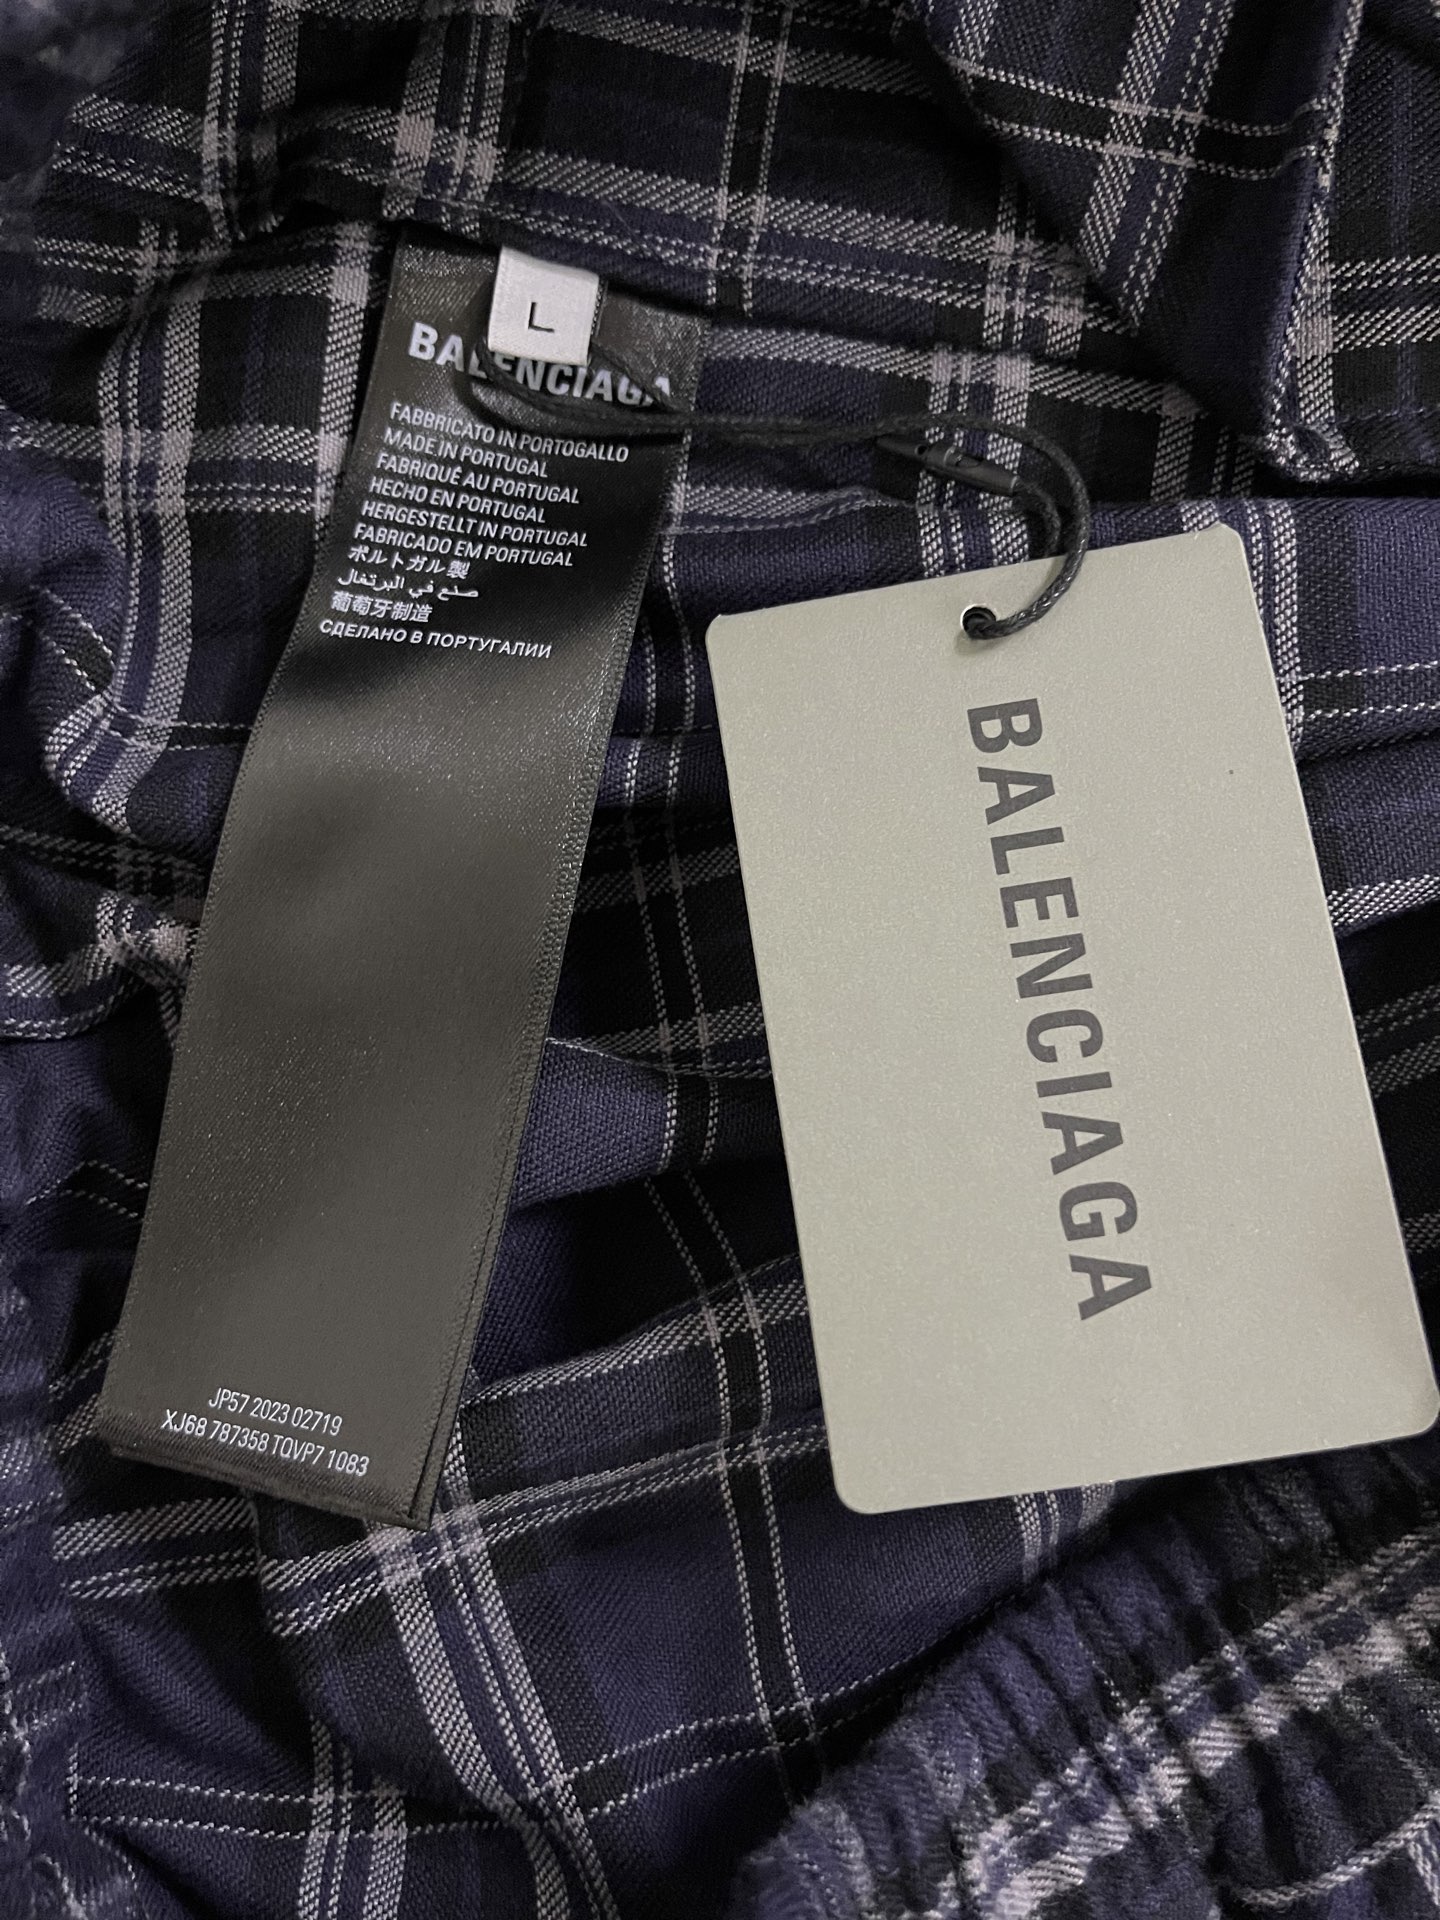 L
BALENCIAGA
FABBRICATO IN PORTOGALLO
MADE IN PORTUGAL
FABRIQUÉ AU PORTUGAL
HECHO EN PORTUGAL
HERGESTELLT IN PORTUGAL
FABRICADO EM PORTUGAL
ポルトガル製
صنع في البرتغال
葡萄牙制造
СДЕЛАНО В ПОРТУГАЛИИ
JP57 2023 02719
XJ68 787358 TQVP7 1083
BALENCIAGA